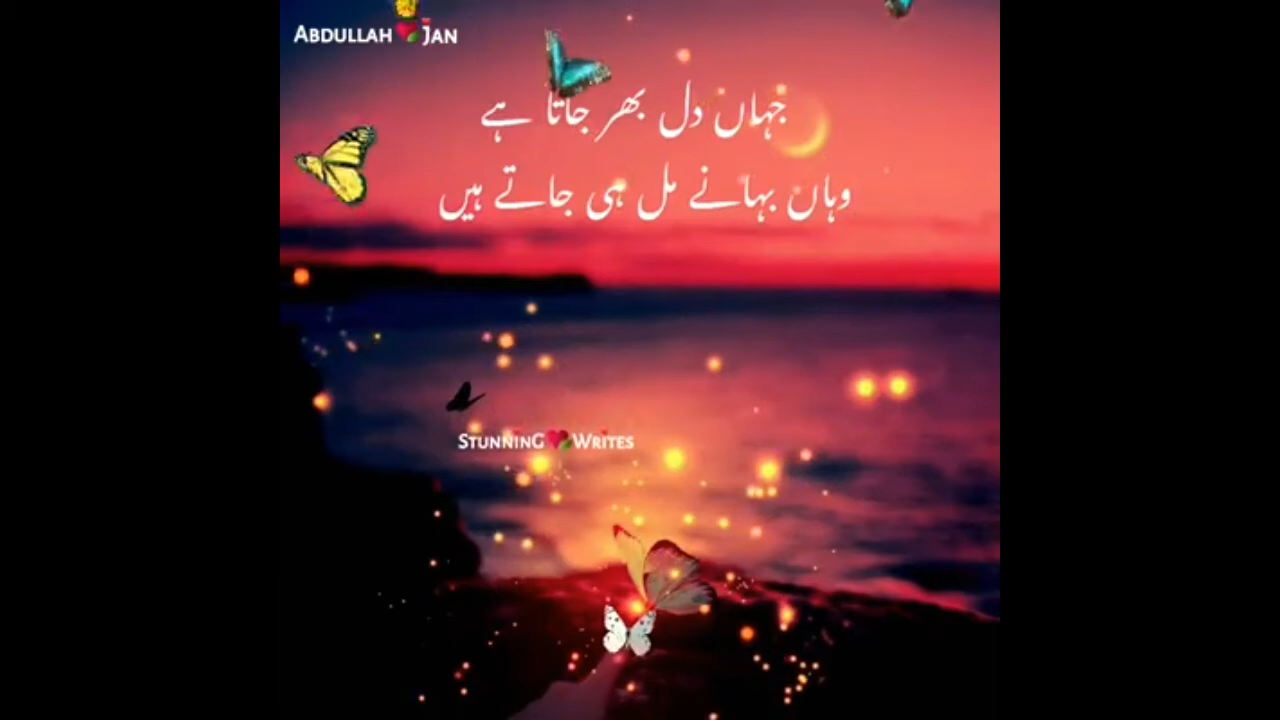 Abdullah Jan
جہاں دل بھر جاتا ہے
وہاں بہانے مل ہی جاتے ہیں
Stunning Writes